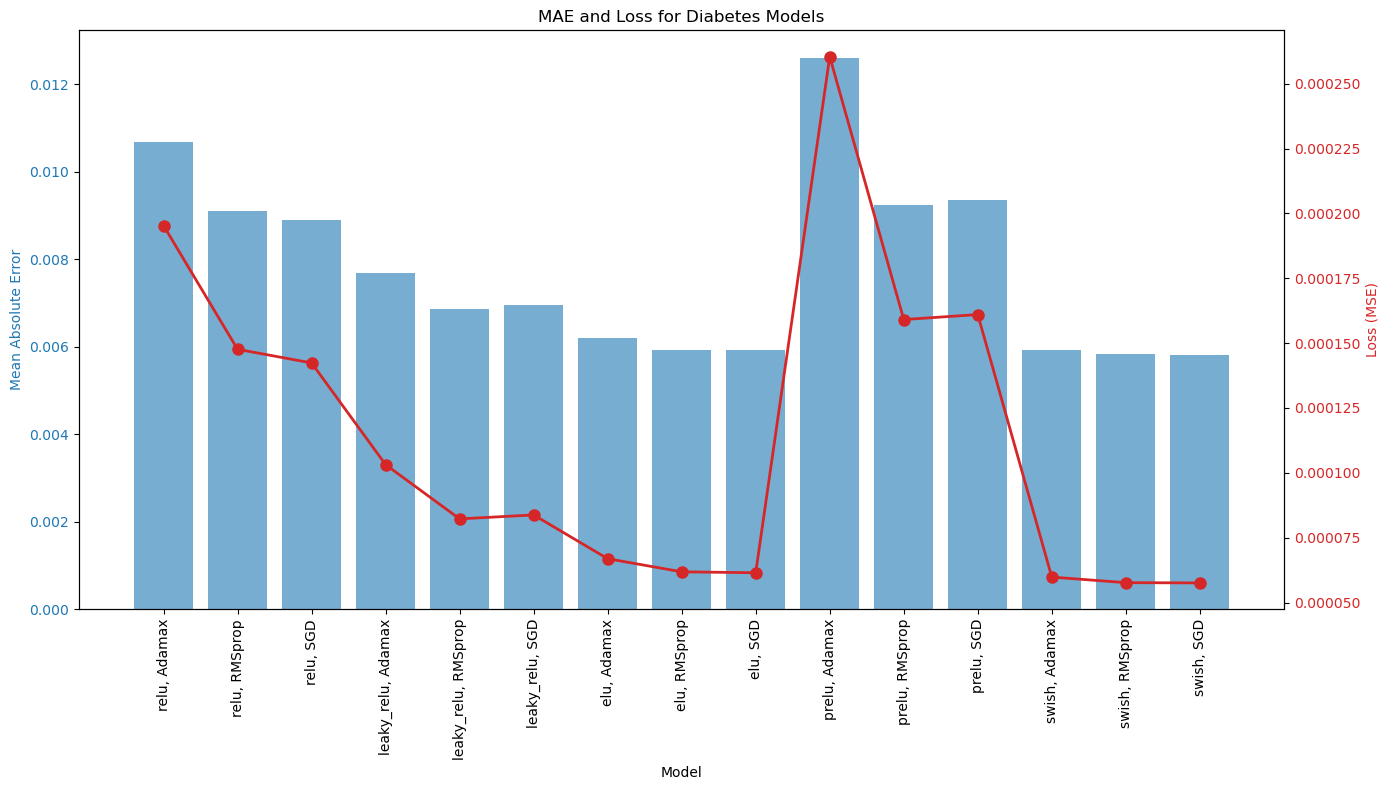 MAE and Loss for Diabetes Models
Mean Absolute Error
0.012
0.010
0.008
0.006
0.004
0.002
0.000
0.000250
0.000225
0.000200
0.000175
0.000150
0.000125
0.000100
0.000075
0.000050
Loss (MSE)
relu, Adamax
relu, RMSprop
relu, SGD
leaky_relu, Adamax
leaky_relu, RMSprop
leaky_relu, SGD
elu, Adamax
elu, RMSprop
elu, SGD
prelu, Adamax
prelu, RMSprop
prelu, SGD
swish, Adamax
swish, RMSprop
swish, SGD
Model